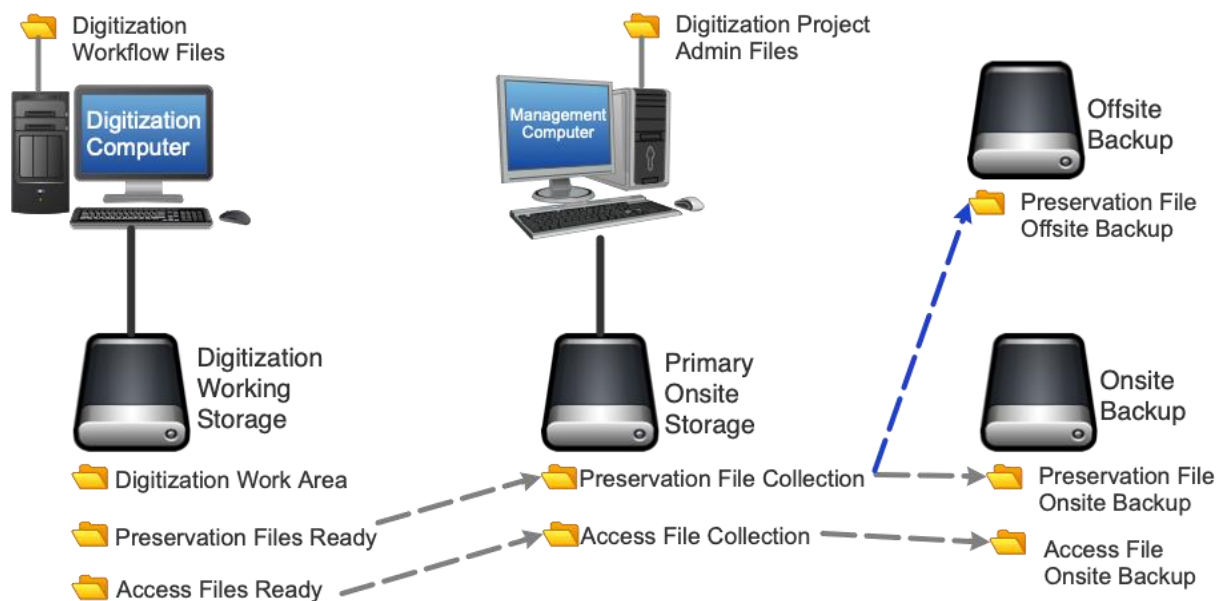 Digitization
Workflow Files
Digitization Project
Admin Files
Digitization
Computer
Management
Computer
Offsite
Backup
Preservation File
Offsite Backup
Digitization
Working
Storage
Primary
Onsite
Storage
Onsite
Backup
Digitization Work Area
Preservation File Collection
Preservation File
Onsite Backup
Preservation Files Ready
Access File Collection
Access File
Onsite Backup
Access Files Ready